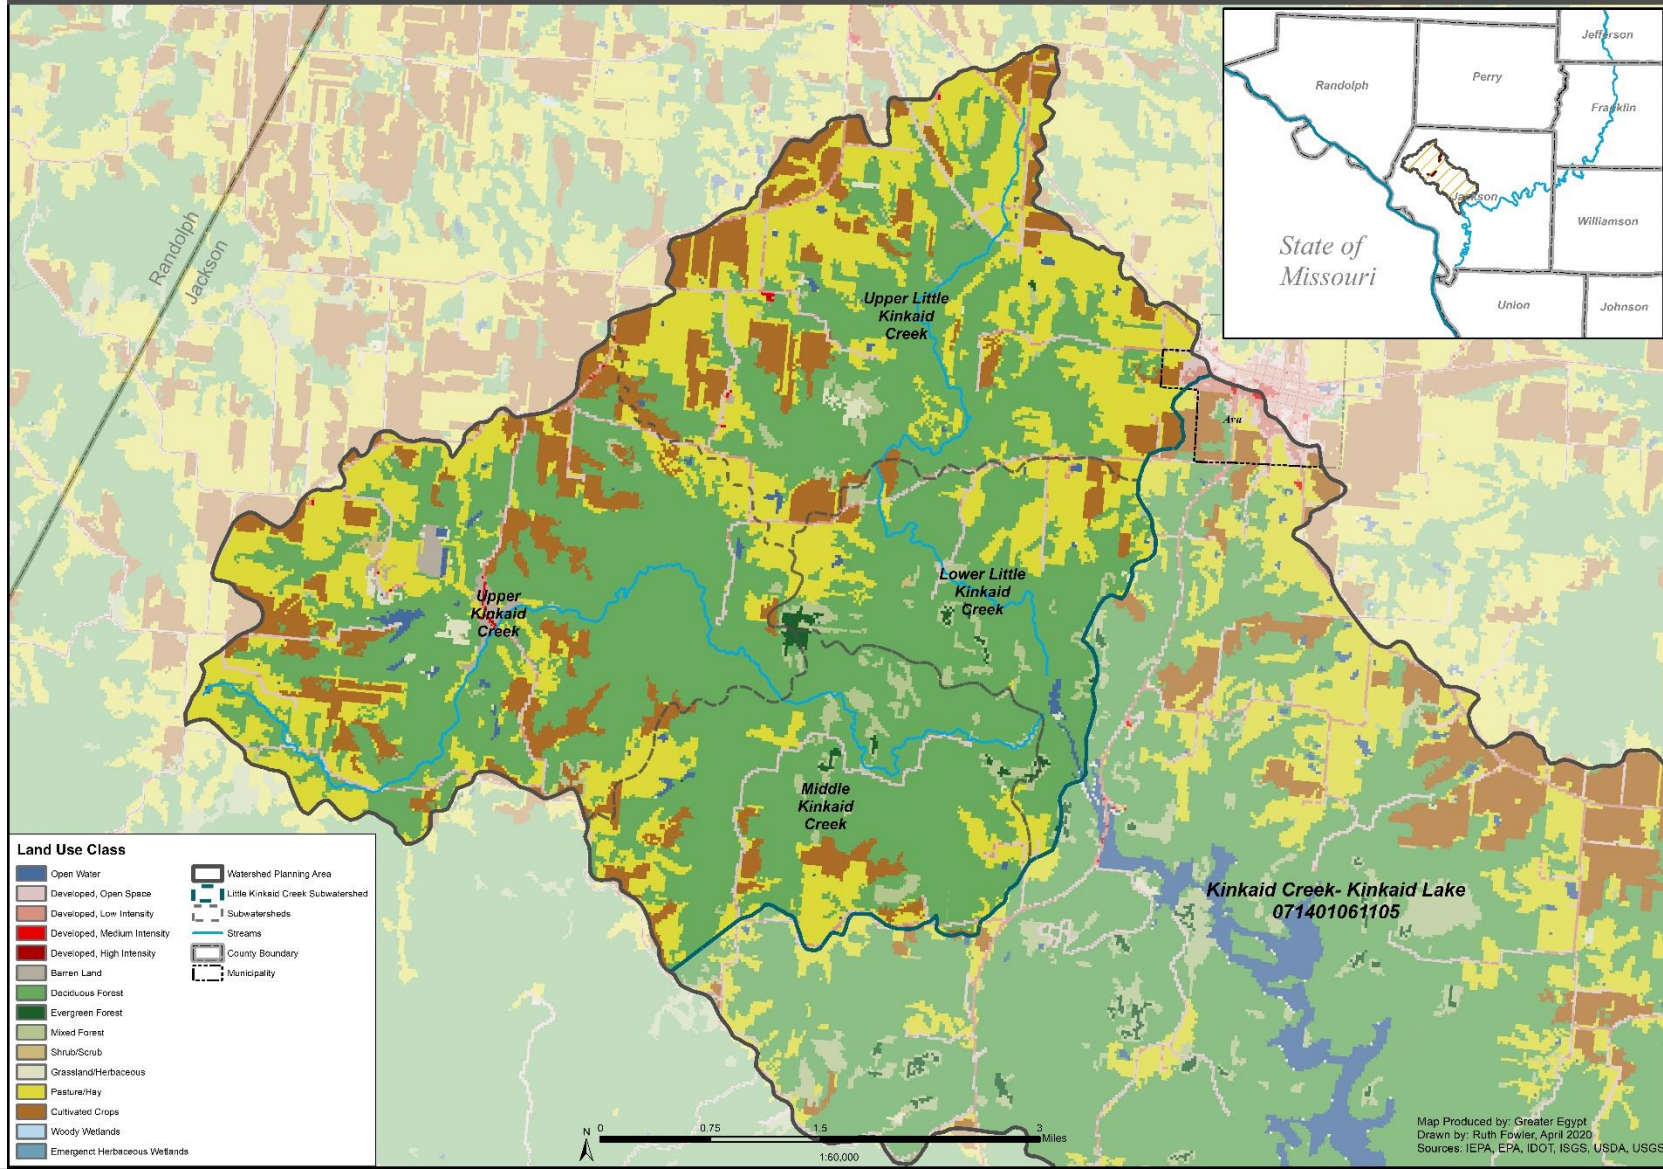 Randolph
Jackson
Upper Little
Kinkaid
Creek
Ava
Upper
Kinkaid
Creek
Lower Little
Kinkaid
Creek
Middle
Kinkaid
Creek
Kinkaid Creek- Kinkaid Lake
071401061105
Jefferson
Randolph
Perry
Franklin
Jackson
Williamson
State of
Missouri
Union
Johnson
Land Use Class
Open Water
Developed, Open Space
Developed, Low Intensity
Developed, Medium Intensity
Developed, High Intensity
Barren Land
Deciduous Forest
Evergreen Forest
Mixed Forest
Shrub/Scrub
Grassland/Herbaceous
Pasture/Hay
Cultivated Crops
Woody Wetlands
Emergenct Herbaceous Wetlands
Watershed Planning Area
Little Kinkaid Creek Subwatershed
Subwatersheds
Streams
County Boundary
Municipality
N
0 0.75 1.5 3
Miles
1:60,000
Map Produced by: Greater Egypt
Drawn by: Ruth Fowler, April 2020
Sources: IEPA, EPA, IDOT, ISGS, USDA, USGS